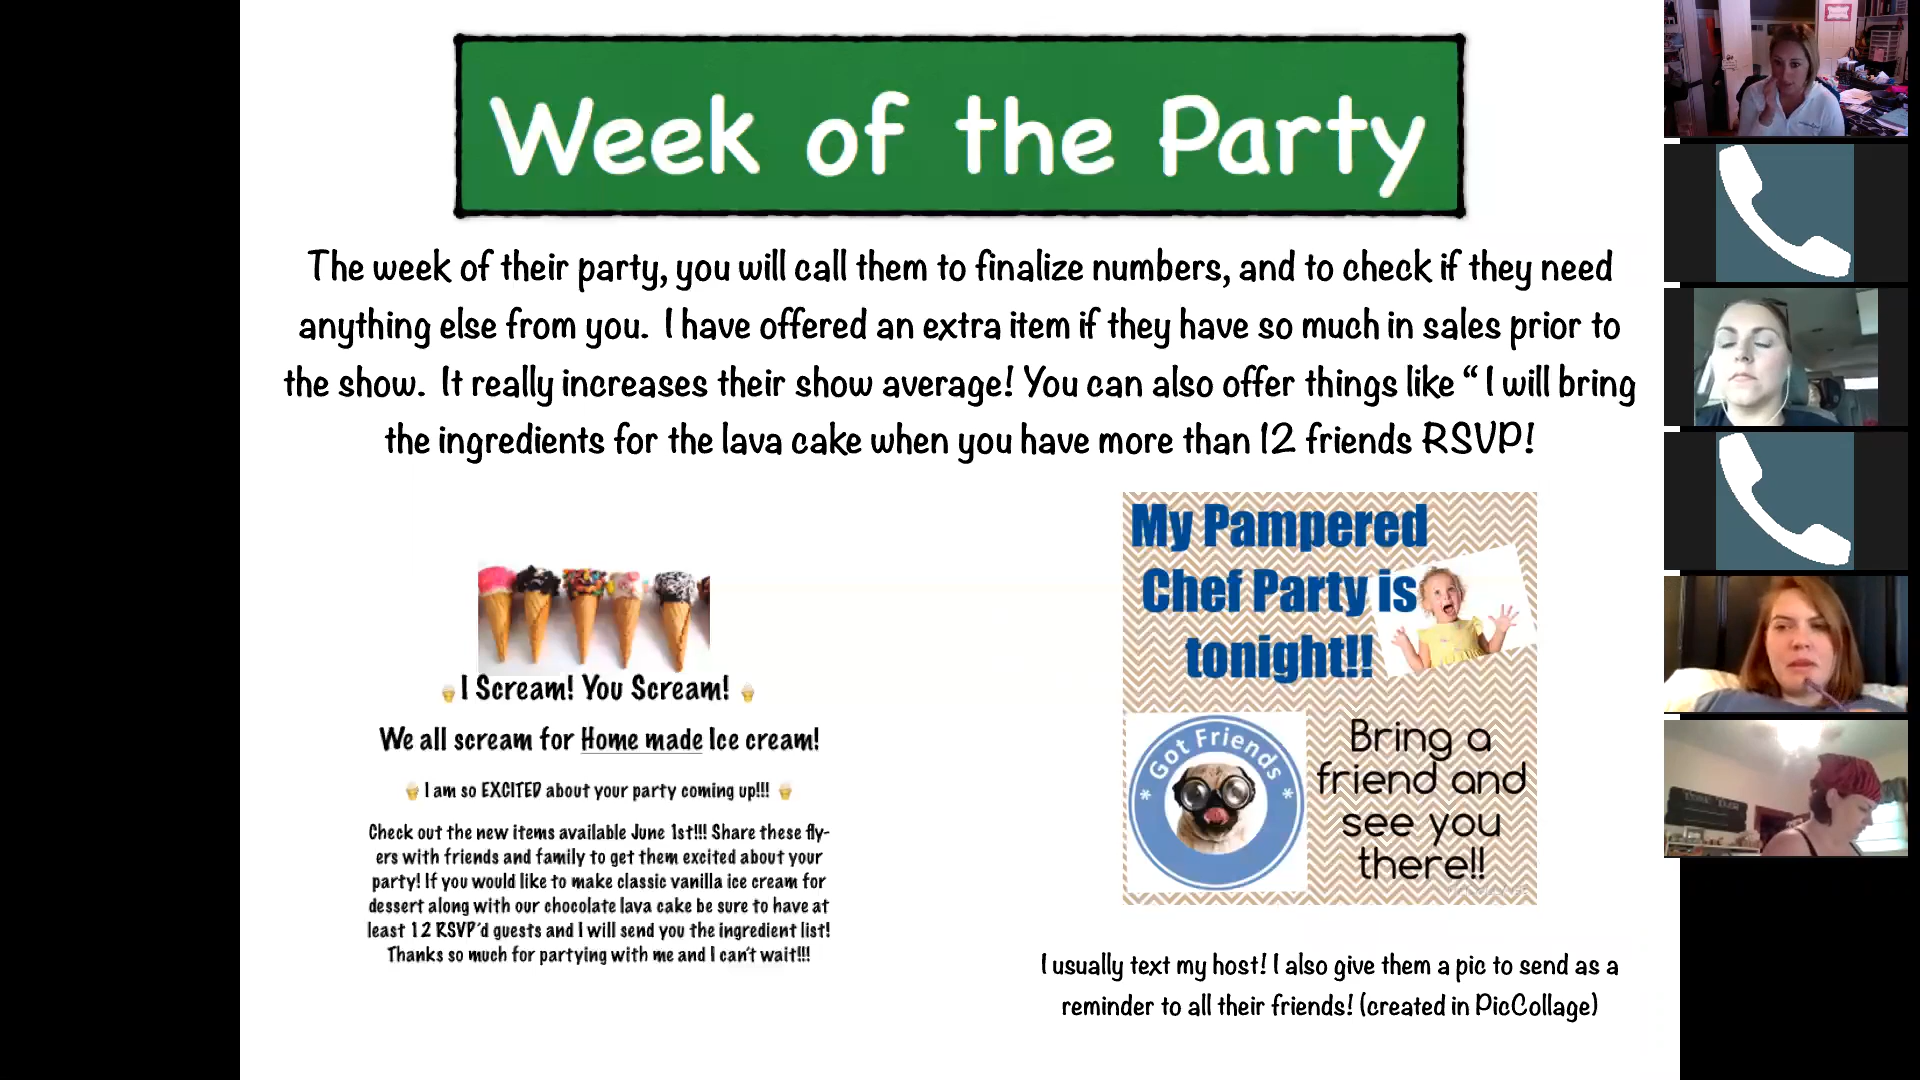 Week of the Party
The week of their party, you will call them to finalize numbers, and to check if they need
anything else from you. I have offered an extra item if they have so much in sales prior to
the show. It really increases their show average! You can also offer things like “ I will bring
the ingredients for the lava cake when you have more than 12 friends RSVP!
I Scream! You Scream!
We all scream for Home made Ice cream!
I am so EXCITED about your party coming up!!!
Check out the new items available June 1st!!! Share these fly-
ers with friends and family to get them excited about your
party! If you would like to make classic vanilla ice cream for
dessert along with our chocolate lava cake be sure to have at
least 12 RSVP'd guests and I will send you the ingredient list!
Thanks so much for partying with me and I can't wait!!!
My Pampered
Chef Party is
tonight!!
* Got Friends *
Bring a
friend and
see you
there!!
I usually text my host! I also give them a pic to send as a
reminder to all their friends! (created in PicCollage)